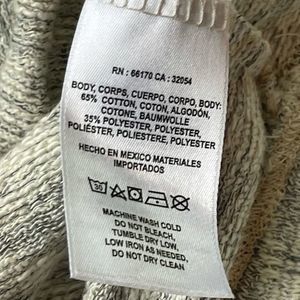 RN : 66170 CA : 32054
BODY, CORPS, CUERPO, CORPO, BODY:
65% COTTON, COTON, ALGODÓN,
COTONE, BAUMWOLLE
35% POLYESTER, POLYESTER,
POLIÉSTER, POLIESTERE, POLYESTER
HECHO EN MEXICO MATERIALES
IMPORTADOS
30
MACHINE WASH COLD
DO NOT BLEACH,
TUMBLE DRY LOW,
LOW IRON AS NEEDED,
DO NOT DRY CLEAN